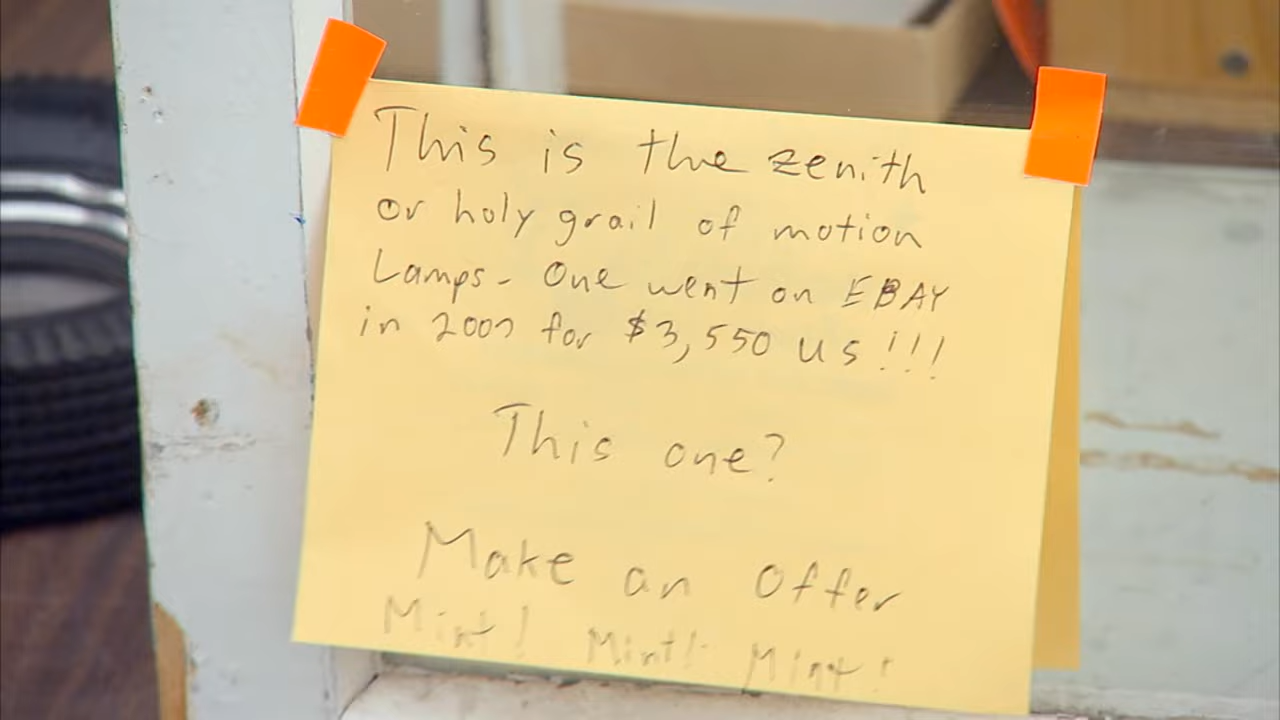 This is the zenith
or holy grail of motion
Lamps- One went on EBAY
in 2007 for $3,550 US!!!
This one?
Make an Offer
Mint! Mint! Mint!